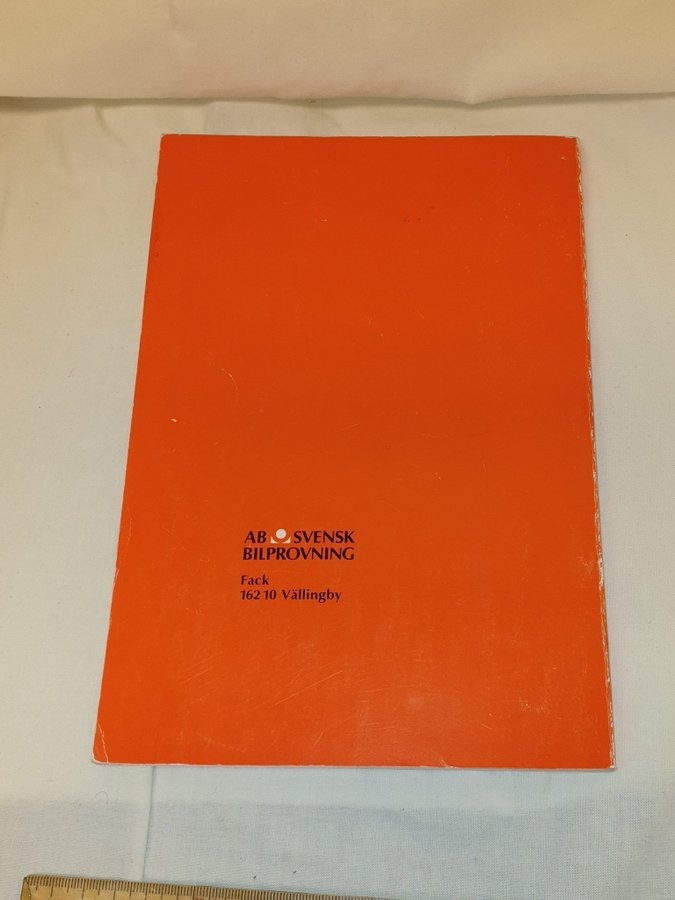 AB SVENSK
BILPROVNING
Fack
162 10 Vällingby